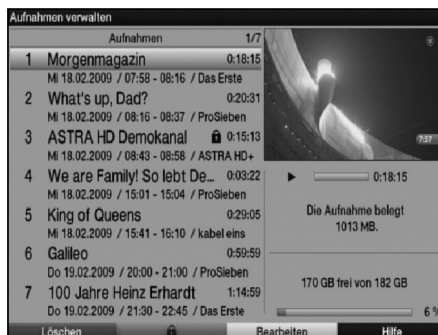 Aufnahmen verwalten
Aufnahmen 1/7
1 Morgenmagazin 0:18:15
Mi 18.02.2009 / 07:58 - 08:16 / Das Erste
2 What's up, Dad? 0:20:31
Mi 18.02.2009 / 08:16 - 08:37 / ProSieben
3 ASTRA HD Demokanal 0:15:13
Mi 18.02.2009 / 08:43 - 08:58 / ASTRA HD+
4 We are Family! So lebt De... 0:03:22
Mi 18.02.2009 / 15:01 - 15:04 / ProSieben
5 King of Queens 0:29:05
Mi 18.02.2009 / 15:41 - 16:10 / kabel eins
6 Galileo 0:59:59
Do 19.02.2009 / 20:00 - 21:00 / ProSieben
7 100 Jahre Heinz Erhardt 1:14:59
Do 19.02.2009 / 21:30 - 22:45 / Das Erste
7:57
0:18:15
Die Aufnahme belegt
1013 MB.
170 GB frei von 182 GB
6 %
Löschen Bearbeiten Hilfe